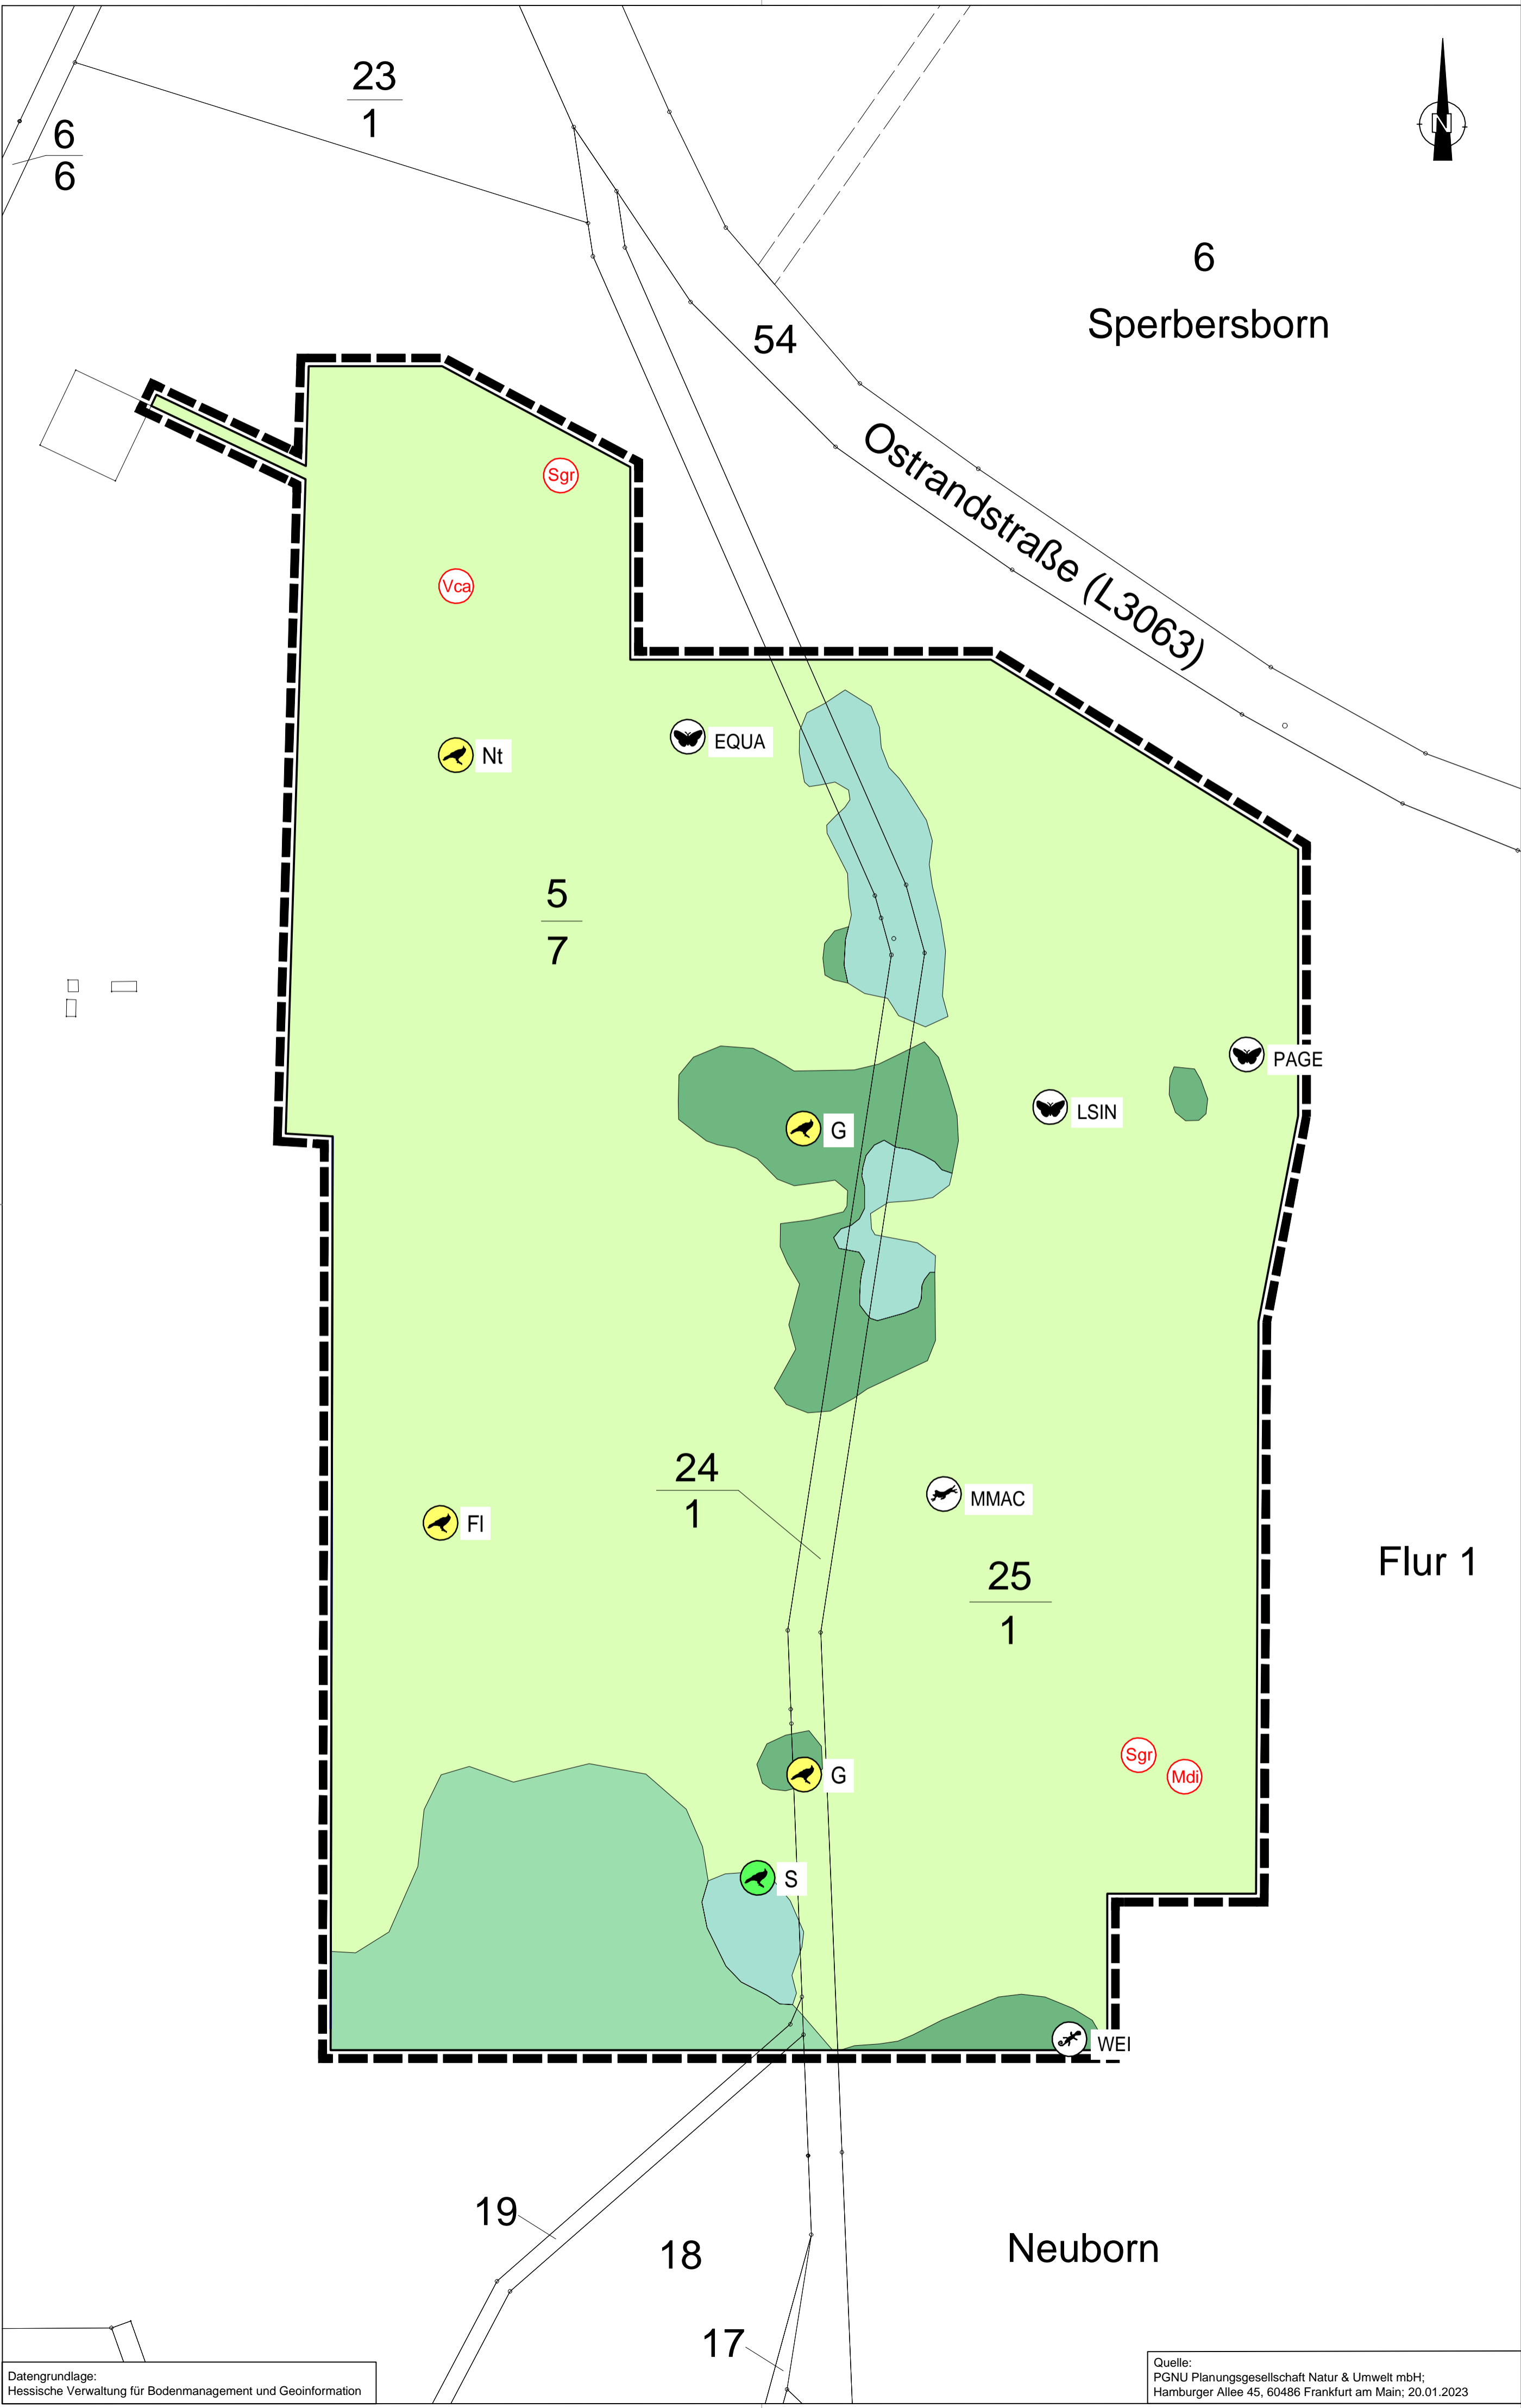 23
1
6
6
N
6
Sperbersborn
54
Ostrandstraße (L3063)
Sgr
Vca
Nt
EQUA
5
7
PAGE
LSIN
G
24
1
MMAC
Fl
25
1
Flur 1
Sgr
Mdi
G
S
WEI
19
18
Neuborn
17
Datengrundlage:
Hessische Verwaltung für Bodenmanagement und Geoinformation
Quelle:
PGNU Planungsgesellschaft Natur & Umwelt mbH;
Hamburger Allee 45, 60486 Frankfurt am Main; 20.01.2023